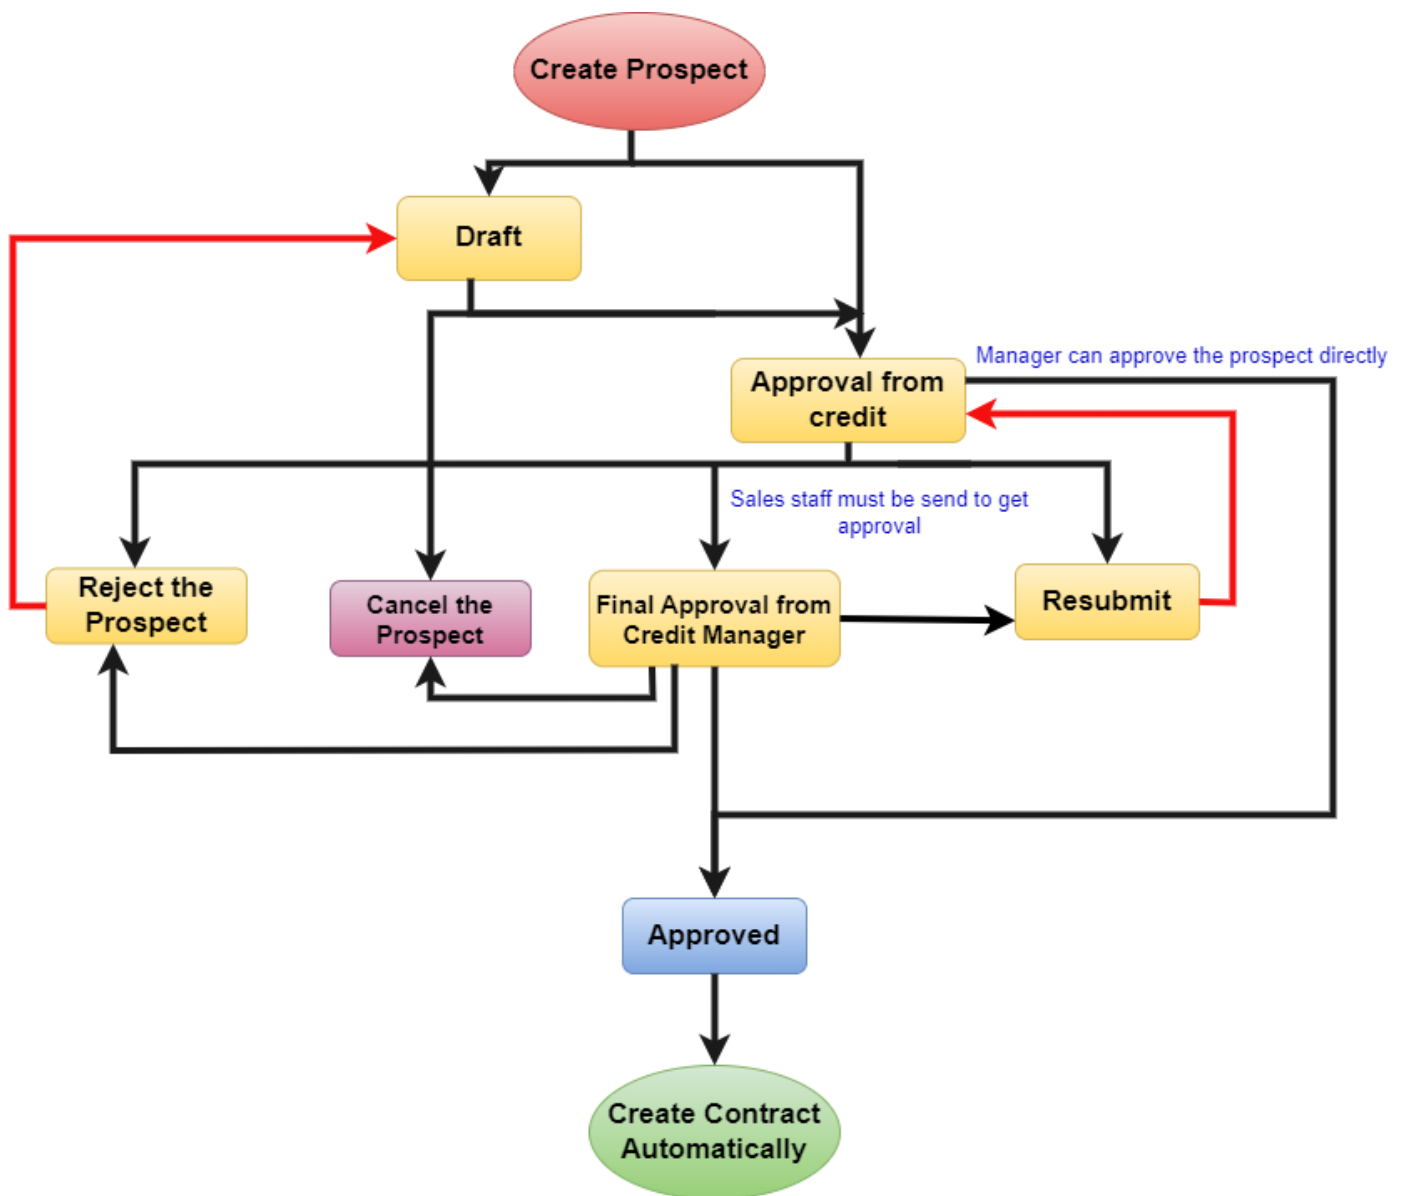 Create Prospect
Draft
Manager can approve the prospect directly
Approval from
credit
Sales staff must be send to get
approval
Reject the
Prospect
Cancel the
Prospect
Final Approval from
Credit Manager
Resubmit
Approved
Create Contract
Automatically